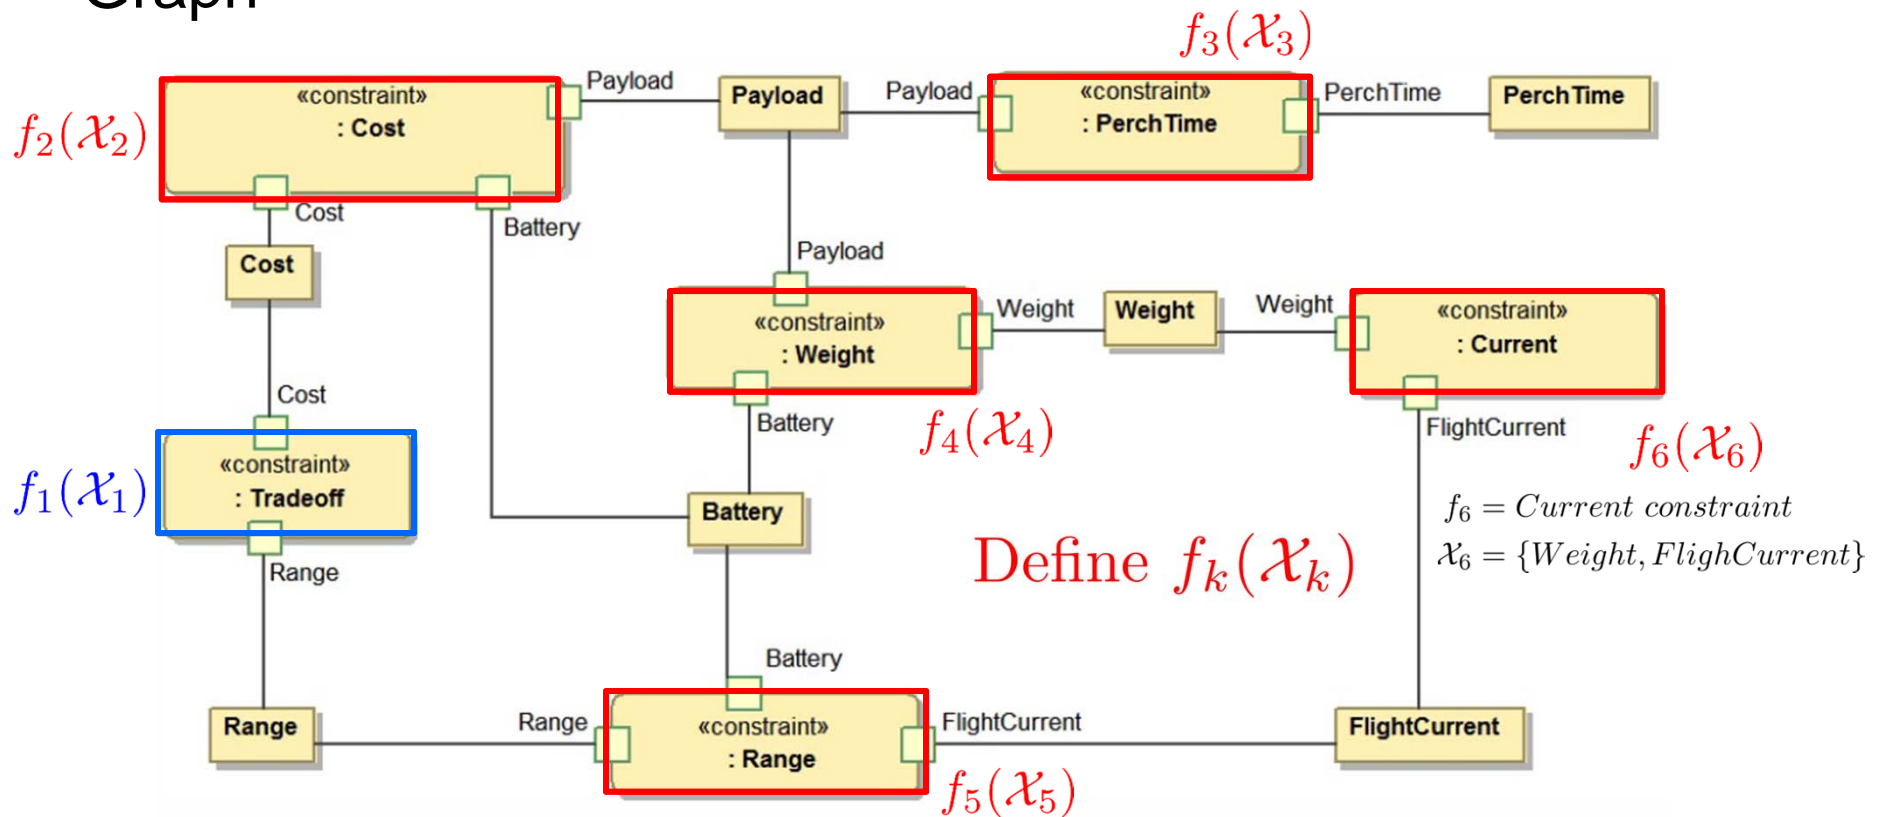 Graph
f₃(𝒳₃)
Payload
Payload
Payload
PerchTime
PerchTime
«constraint»
: Cost
«constraint»
: PerchTime
f₂(𝒳₂)
Cost
Battery
Cost
Payload
Weight
Weight
Weight
«constraint»
: Weight
«constraint»
: Current
Cost
Battery
f₄(𝒳₄)
FlightCurrent
f₆(𝒳₆)
«constraint»
: Tradeoff
f₁(𝒳₁)
Battery
f₆ = Current constraint
Define fₖ(𝒳ₖ)
𝒳₆ = {Weight, FlighCurrent}
Range
Battery
Range
Range
«constraint»
: Range
FlightCurrent
FlightCurrent
f₅(𝒳₅)